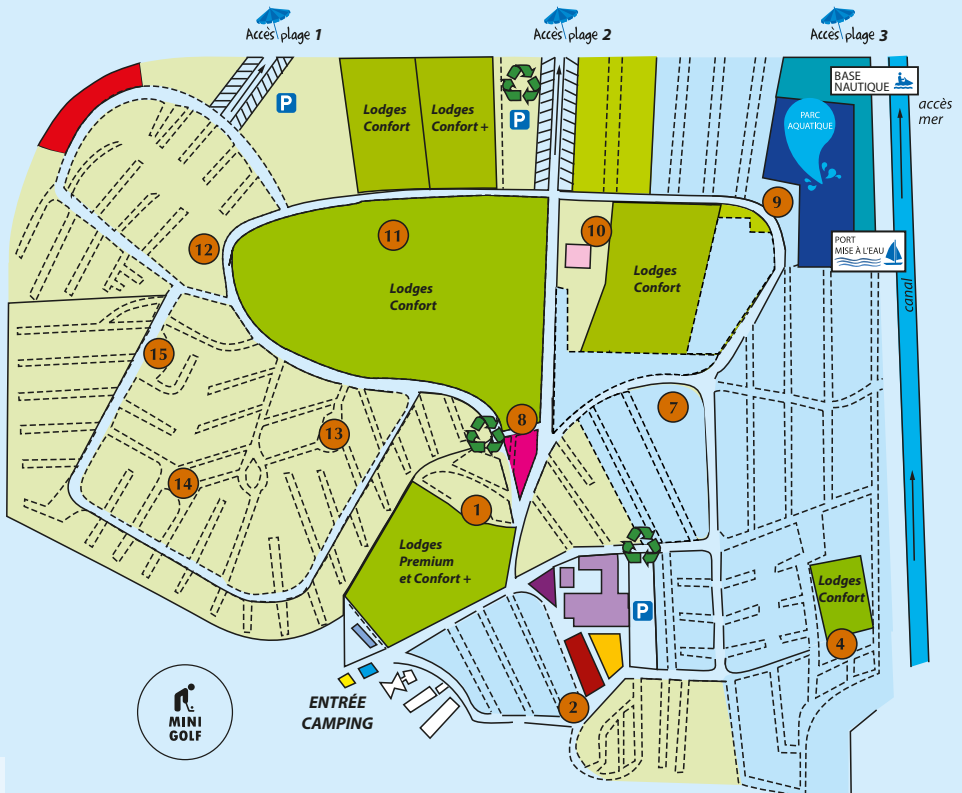 Accès plage 1
Accès plage 2
Accès plage 3
BASE
NAUTIQUE
accès
mer
P
P
Lodges
Confort
Lodges
Confort +
PARC
AQUATIQUE
9
10
11
12
PORT
MISE À L'EAU
Lodges
Confort
Lodges
Confort
canal
15
7
8
13
14
1
Lodges
Premium
et Confort +
Lodges
Confort
P
4
ENTRÉE
CAMPING
2
MINI
GOLF